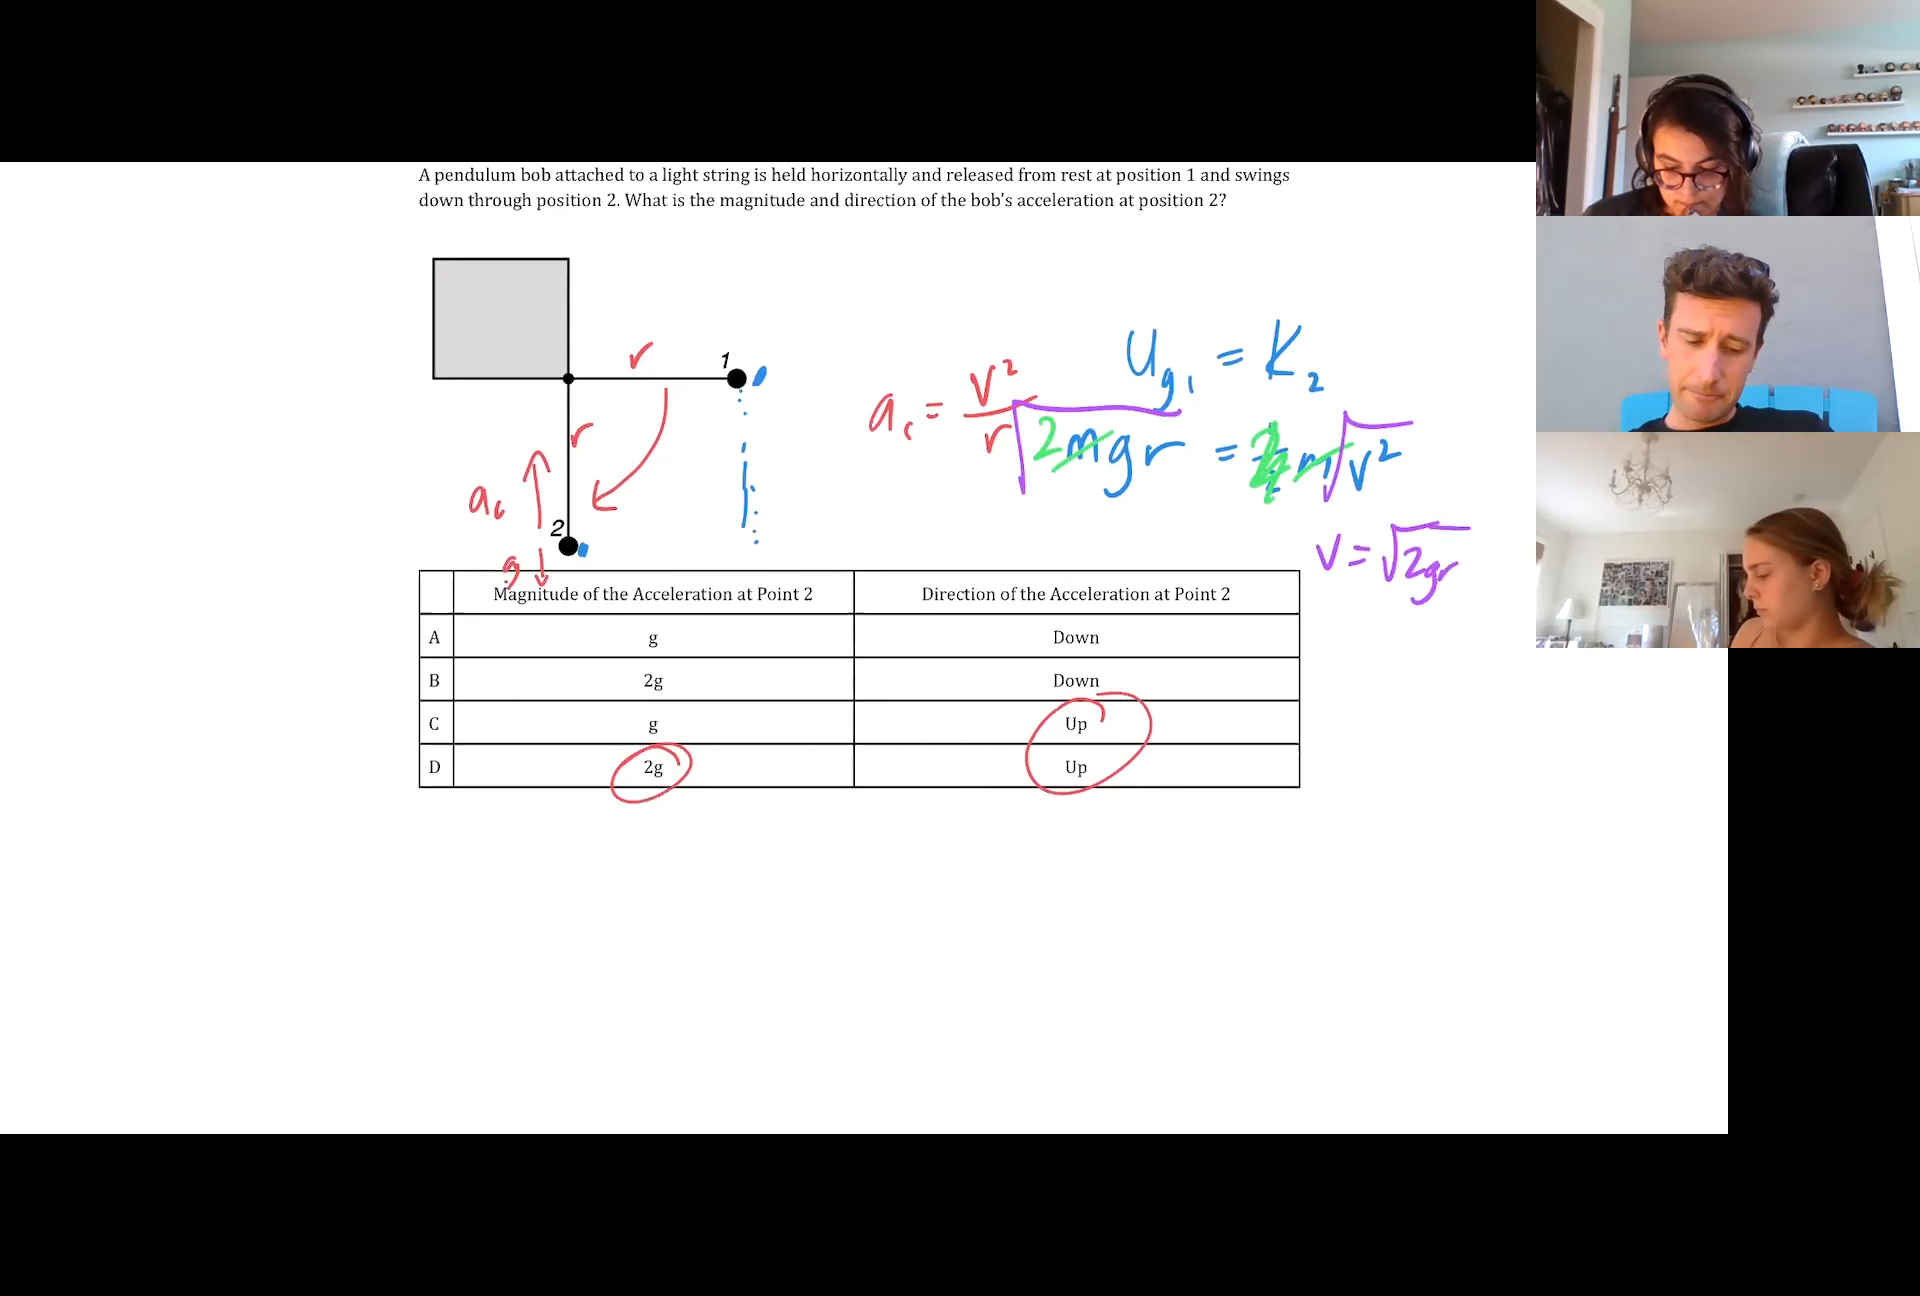 A pendulum bob attached to a light string is held horizontally and released from rest at position 1 and swings
down through position 2. What is the magnitude and direction of the bob's acceleration at position 2?
r
1
r
a_c
2
g
a_c = v²/r
U_g1 = K_2
√2mgr = ½m√v²
v = √2gr
Magnitude of the Acceleration at Point 2 Direction of the Acceleration at Point 2
A g Down
B 2g Down
C g Up
D 2g Up